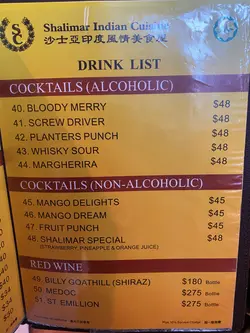 SC
Shalimar Indian Cuisine
沙士亞印度風情美食屋
DRINK LIST
COCKTAILS (ALCOHOLIC)
40. BLOODY MERRY $48
41. SCREW DRIVER $48
42. PLANTERS PUNCH $48
43. WHISKY SOUR $48
44. MARGHERIRA $48
COCKTAILS (NON-ALCOHOLIC)
45. MANGO DELIGHTS $45
46. MANGO DREAM $45
47. FRUIT PUNCH $45
48. SHALIMAR SPECIAL $48
(STRAWBERRY, PINEAPPLE & ORANGE JUICE)
RED WINE
49. BILLY GOATHILL (SHIRAZ) $180 Bottle
50. MEDOC $275 Bottle
51. ST EMILLION $275 Bottle